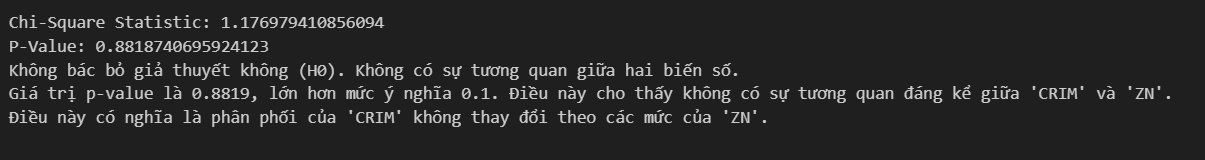 Chi-Square Statistic: 1.176979410856094
P-Value: 0.8818740695924123
Không bác bỏ giả thuyết không (H0). Không có sự tương quan giữa hai biến số.
Giá trị p-value là 0.8819, lớn hơn mức ý nghĩa 0.1. Điều này cho thấy không có sự tương quan đáng kể giữa 'CRIM' và 'ZN'.
Điều này có nghĩa là phân phối của 'CRIM' không thay đổi theo các mức của 'ZN'.